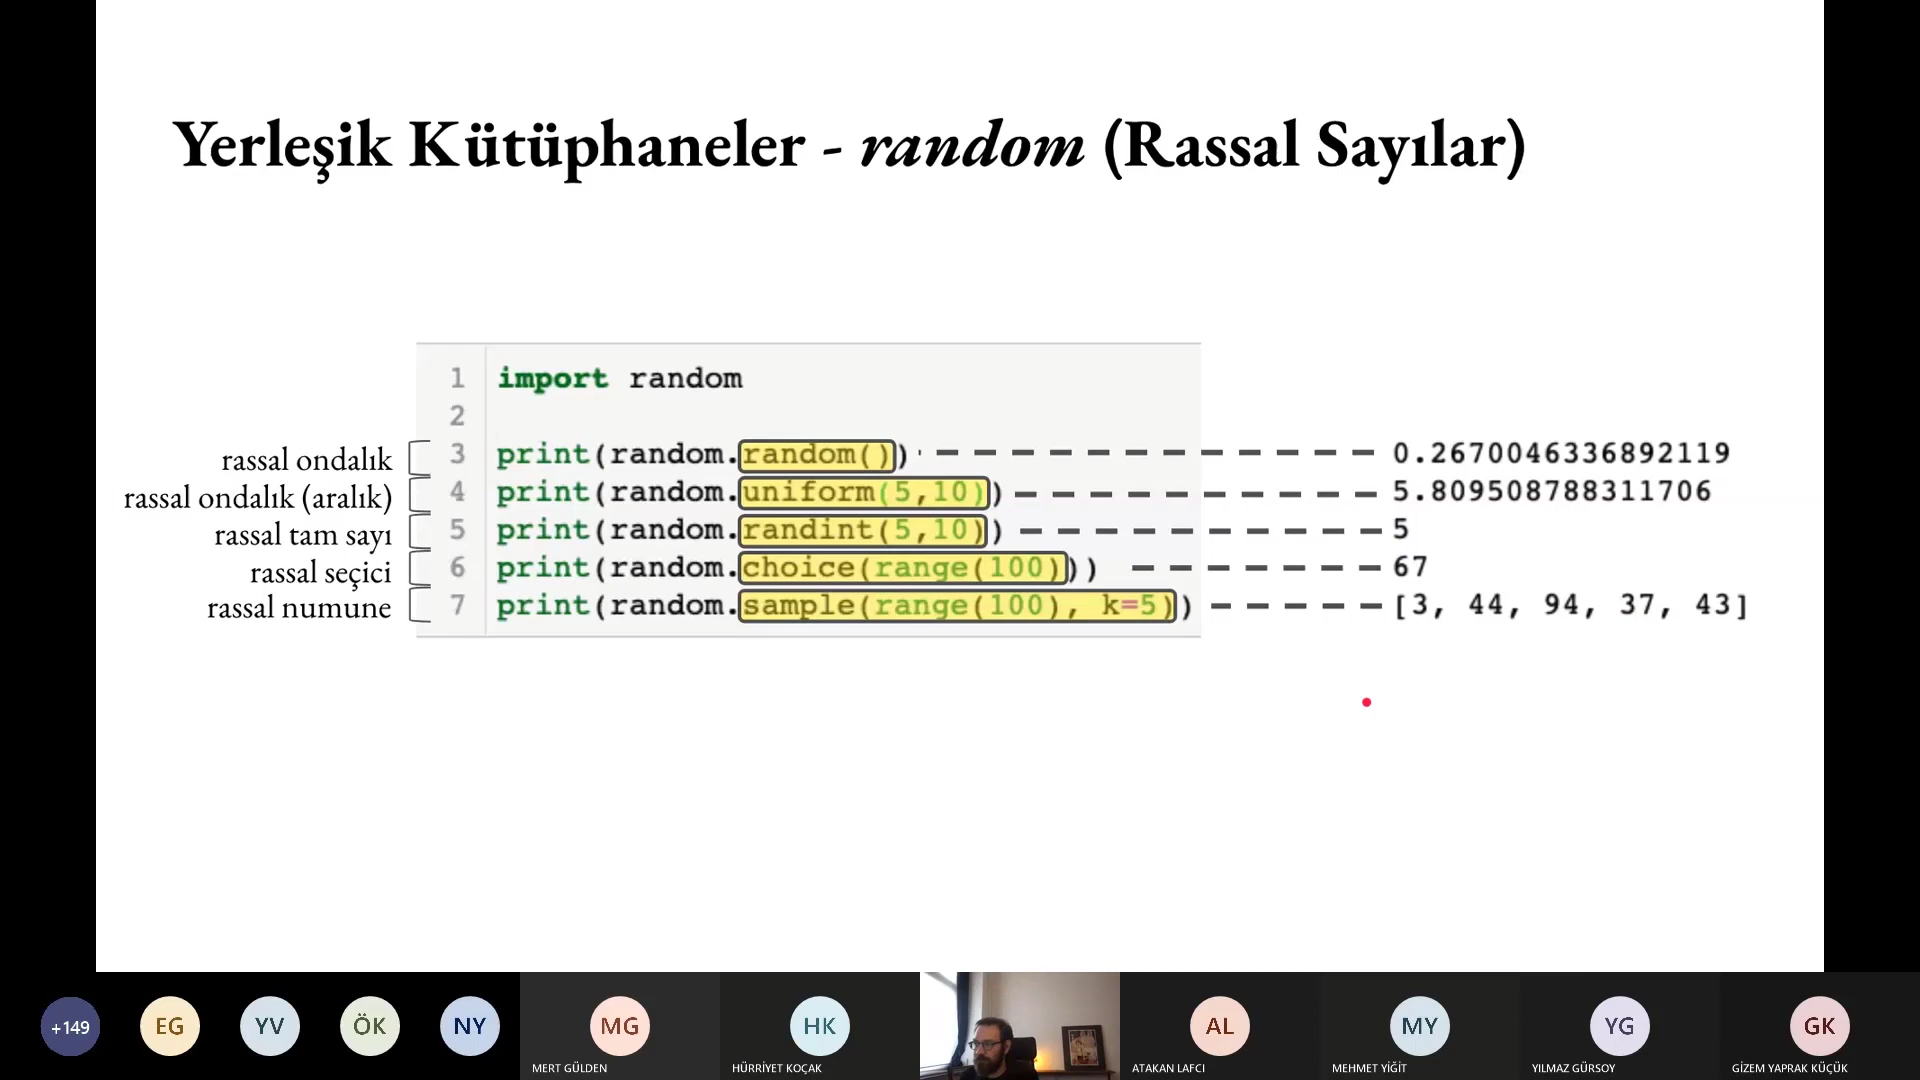 Yerleşik Kütüphaneler - random (Rassal Sayılar)
1 import random
2
rassal ondalık 3 print(random.random()) 0.2670046336892119
rassal ondalık (aralık) 4 print(random.uniform(5,10)) 5.809508788311706
rassal tam sayı 5 print(random.randint(5,10)) 5
rassal seçici 6 print(random.choice(range(100))) 67
rassal numune 7 print(random.sample(range(100), k=5)) [3, 44, 94, 37, 43]
+149 EG YV ÖK NY MG HK AL MY YG GK
MERT GÜLDEN HÜRRİYET KOÇAK ATAKAN LAFCI MEHMET YİĞİT YILMAZ GÜRSOY GİZEM YAPRAK KÜÇÜK